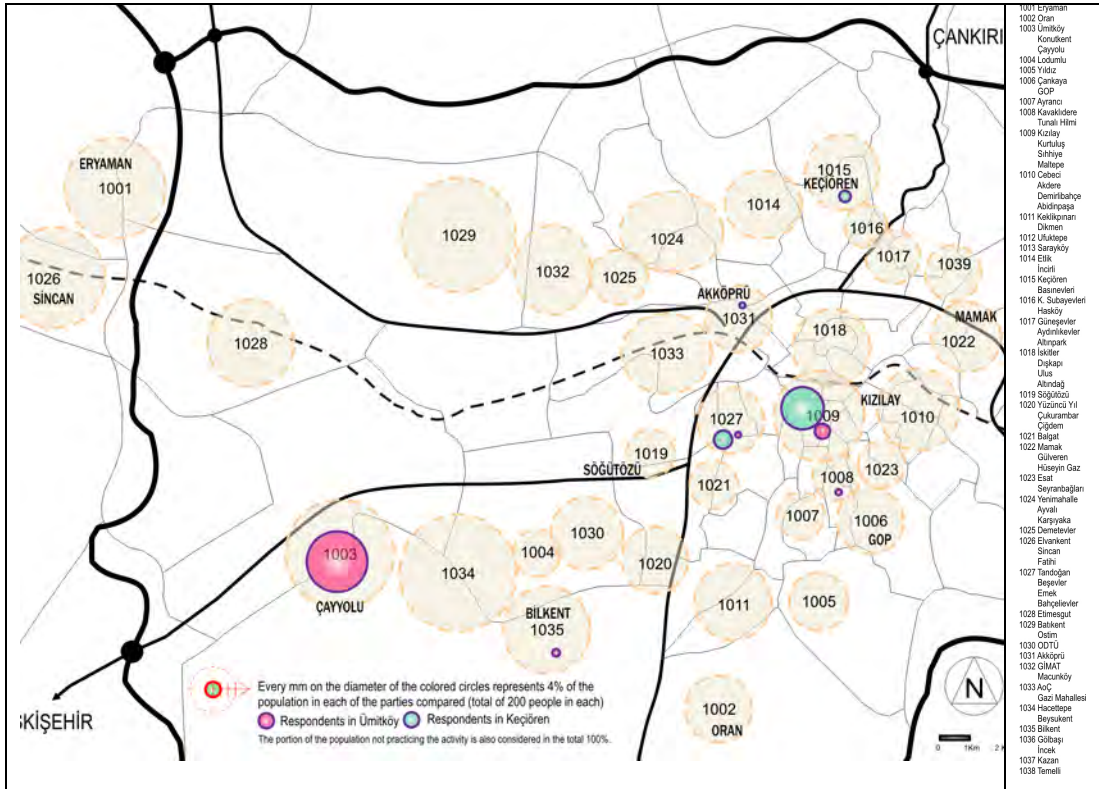 ÇANKIRI
ERYAMAN
1001
1015
KEÇİÖREN
1014
1029
1024
1016
1017
1039
1026
SİNCAN
1032
1025
AKKÖPRÜ
1031
MAMAK
1022
1028
1018
1033
KIZILAY
1009
1010
1027
1019
SÖĞÜTÖZÜ
1021
1008
1023
1007
1006
GOP
1003
ÇAYYOLU
1034
1004
1030
1020
BİLKENT
1035
1011
1005
1002
ORAN
Every mm on the diameter of the colored circles represents 4% of the
population in each of the parties compared (total of 200 people in each)
Respondents in Ümitköy Respondents in Keçiören
The portion of the population not practicing the activity is also considered in the total 100%.
KİŞEHİR
N
1Km 2 K
1001 Eryaman
1002 Oran
1003 Ümitköy
Konutkent
Çayyolu
1004 Lodumlu
1005 Yıldız
1006 Çankaya
GOP
1007 Ayrancı
1008 Kavaklıdere
Tunalı Hilmi
1009 Kızılay
Kurtuluş
Sıhhiye
Maltepe
1010 Cebeci
Akdere
Demirlibahçe
Abidinpaşa
1011 Keklikpınarı
Dikmen
1012 Ufuktepe
1013 Sarayköy
1014 Etlik
İncirli
1015 Keçiören
Basınevleri
1016 K. Subayevleri
Hasköy
1017 Güneşevler
Aydınlıkevler
Altınpark
1018 İskitler
Dışkapı
Ulus
Altındağ
1019 Söğütözü
1020 Yüzüncü Yıl
Çukurambar
Çiğdem
1021 Balgat
1022 Mamak
Gülveren
Hüseyin Gaz
1023 Esat
Seyranbağları
1024 Yenimahalle
Ayvalı
Karşıyaka
1025 Demetevler
1026 Elvankent
Sincan
Fatihi
1027 Tandoğan
Beşevler
Emek
Bahçelievler
1028 Etimesgut
1029 Batıkent
Ostim
1030 ODTÜ
1031 Akköprü
1032 GİMAT
Macunköy
1033 AoÇ
Gazi Mahallesi
1034 Hacettepe
Beysukent
1035 Bilkent
1036 Gölbaşı
İncek
1037 Kazan
1038 Temelli